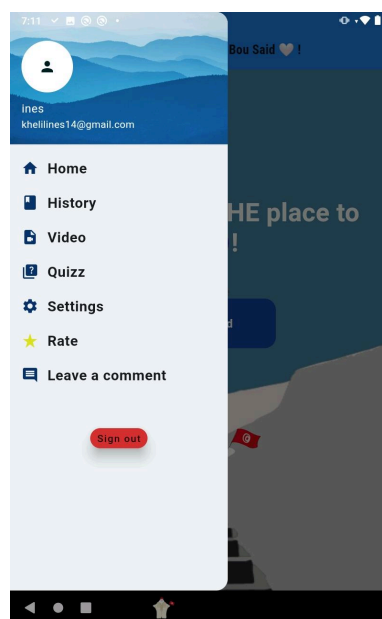 7:11
Bou Said 🤍 !
ines
khelilines14@gmail.com
Home
HE place to
!
History
Video
Quizz
d
Settings
Rate
Leave a comment
Sign out